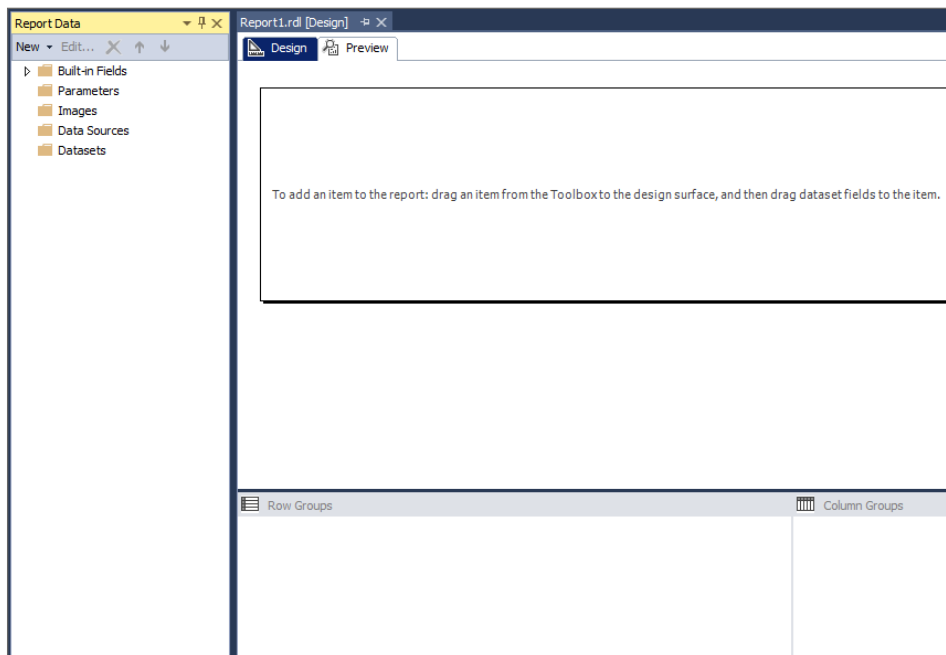 Report Data
New Edit...
Built-in Fields
Parameters
Images
Data Sources
Datasets
Report1.rdl [Design]
Design Preview
To add an item to the report: drag an item from the Toolbox to the design surface, and then drag dataset fields to the item.
Row Groups
Column Groups